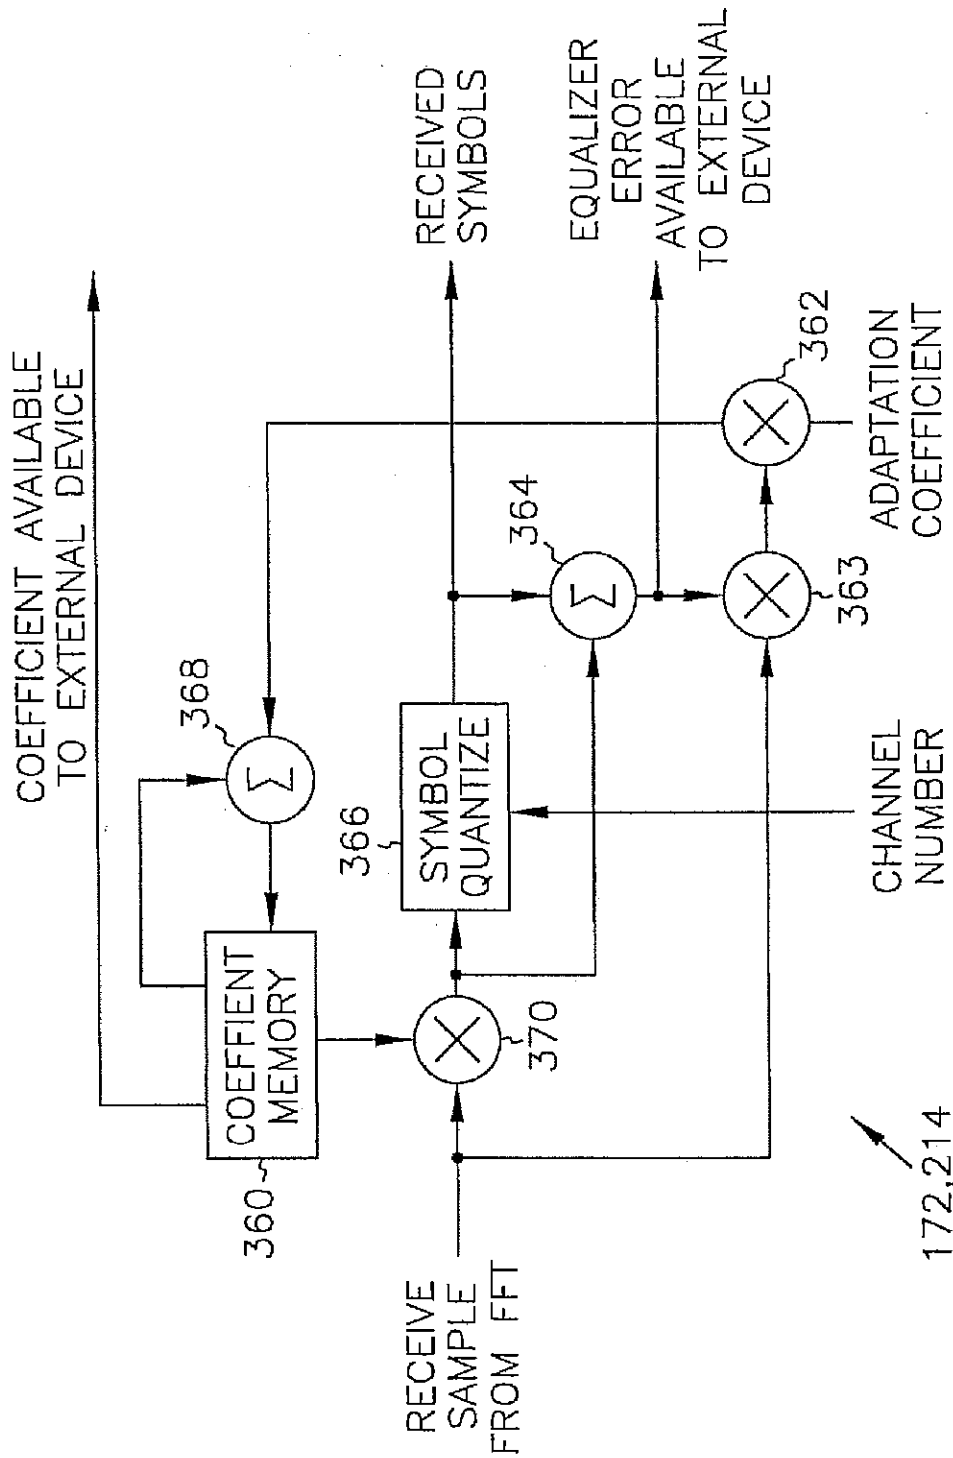 COEFFICIENT AVAILABLE
TO EXTERNAL DEVICE
360
COEFFIENT
MEMORY
368
RECEIVE
SAMPLE
FROM FFT
370
366
SYMBOL
QUANTIZE
RECEIVED
SYMBOLS
364
Σ
Σ
EQUALIZER
ERROR
AVAILABLE
TO EXTERNAL
DEVICE
363
362
CHANNEL
NUMBER
ADAPTATION
COEFFICIENT
172,214